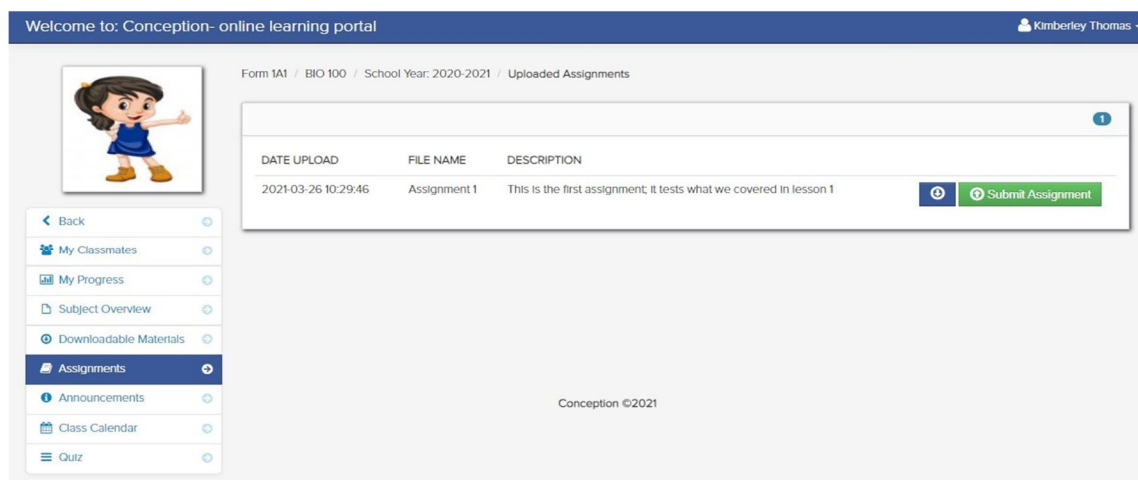 Welcome to: Conception- online learning portal
Kimberley Thomas
Form 1A1 / BIO 100 / School Year: 2020-2021 / Uploaded Assignments
1
DATE UPLOAD FILE NAME DESCRIPTION
2021-03-26 10:29:46 Assignment 1 This is the first assignment; it tests what we covered in lesson 1 Submit Assignment
Back
My Classmates
My Progress
Subject Overview
Downloadable Materials
Assignments
Announcements
Class Calendar
Quiz
Conception ©2021